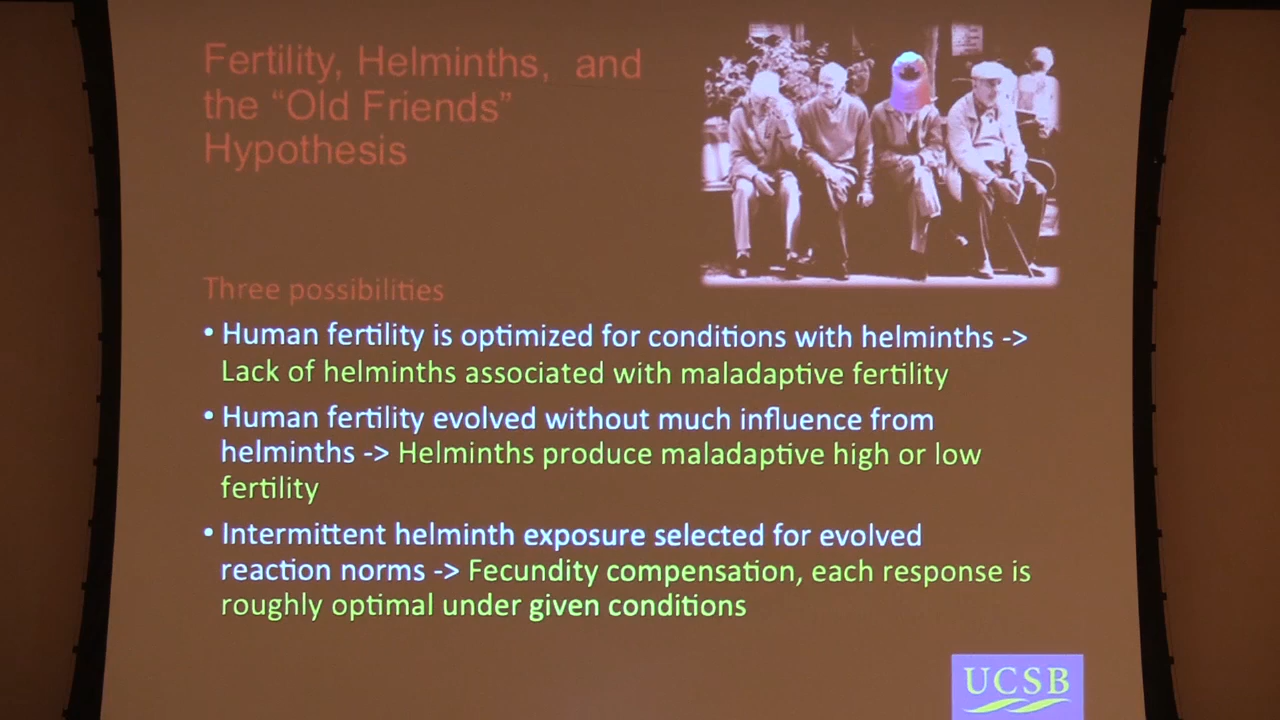 Fertility, Helminths, and
the “Old Friends”
Hypothesis
Three possibilities
• Human fertility is optimized for conditions with helminths ->
Lack of helminths associated with maladaptive fertility
• Human fertility evolved without much influence from
helminths -> Helminths produce maladaptive high or low
fertility
• Intermittent helminth exposure selected for evolved
reaction norms -> Fecundity compensation, each response is
roughly optimal under given conditions
UCSB